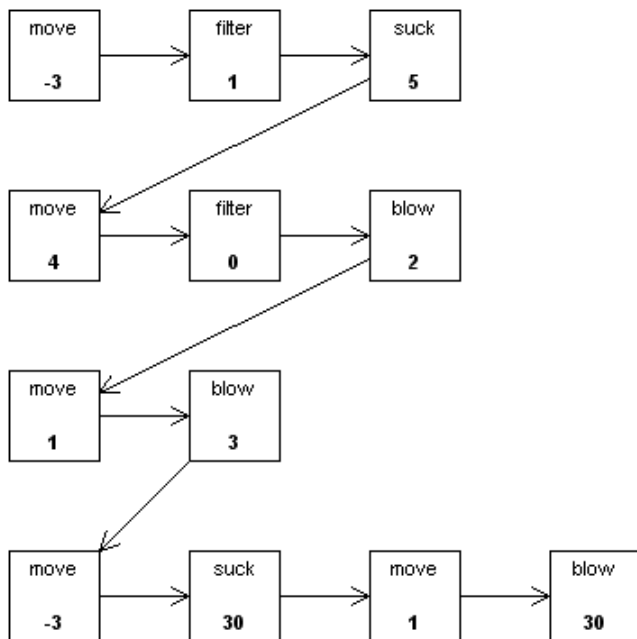 move filter suck
-3 1 5
move filter blow
4 0 2
move blow
1 3
move suck move blow
-3 30 1 30